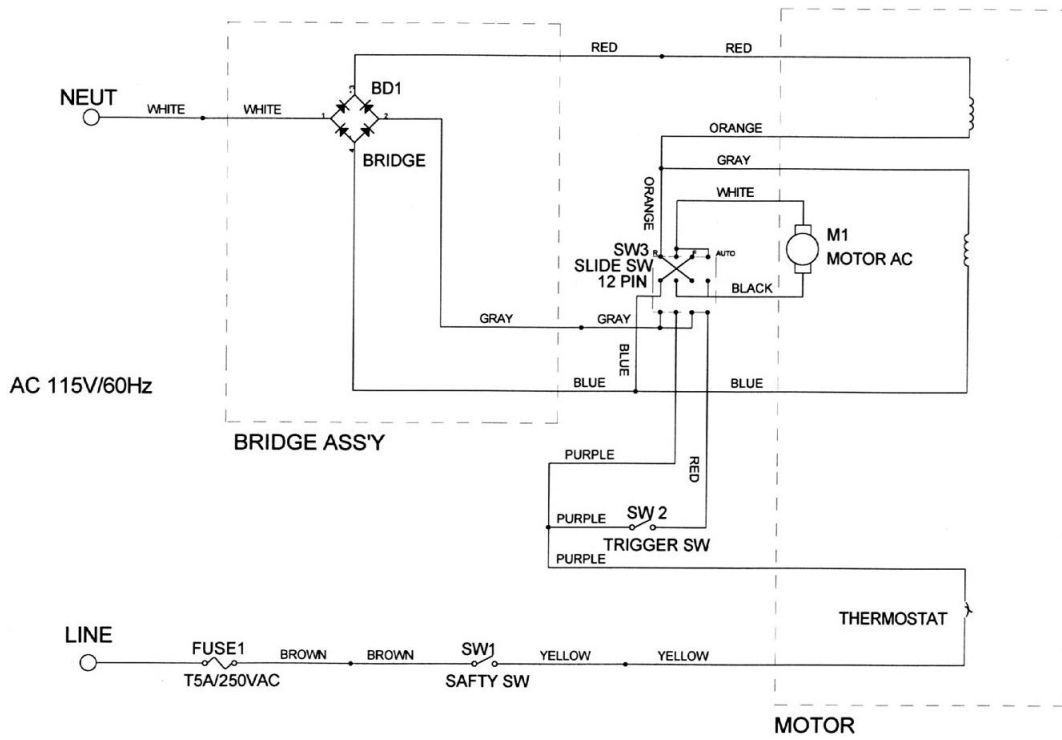 RED
RED
NEUT
WHITE
WHITE
BD1
1
2
BRIDGE
ORANGE
GRAY
ORANGE
WHITE
M1
MOTOR AC
SW3
R
F
AUTO
SLIDE SW
12 PIN
BLACK
GRAY
GRAY
BLUE
AC 115V/60Hz
BLUE
BLUE
BRIDGE ASS'Y
PURPLE
RED
PURPLE
SW 2
TRIGGER SW
PURPLE
THERMOSTAT
LINE
FUSE1
BROWN
BROWN
SW1
YELLOW
YELLOW
T5A/250VAC
SAFTY SW
MOTOR